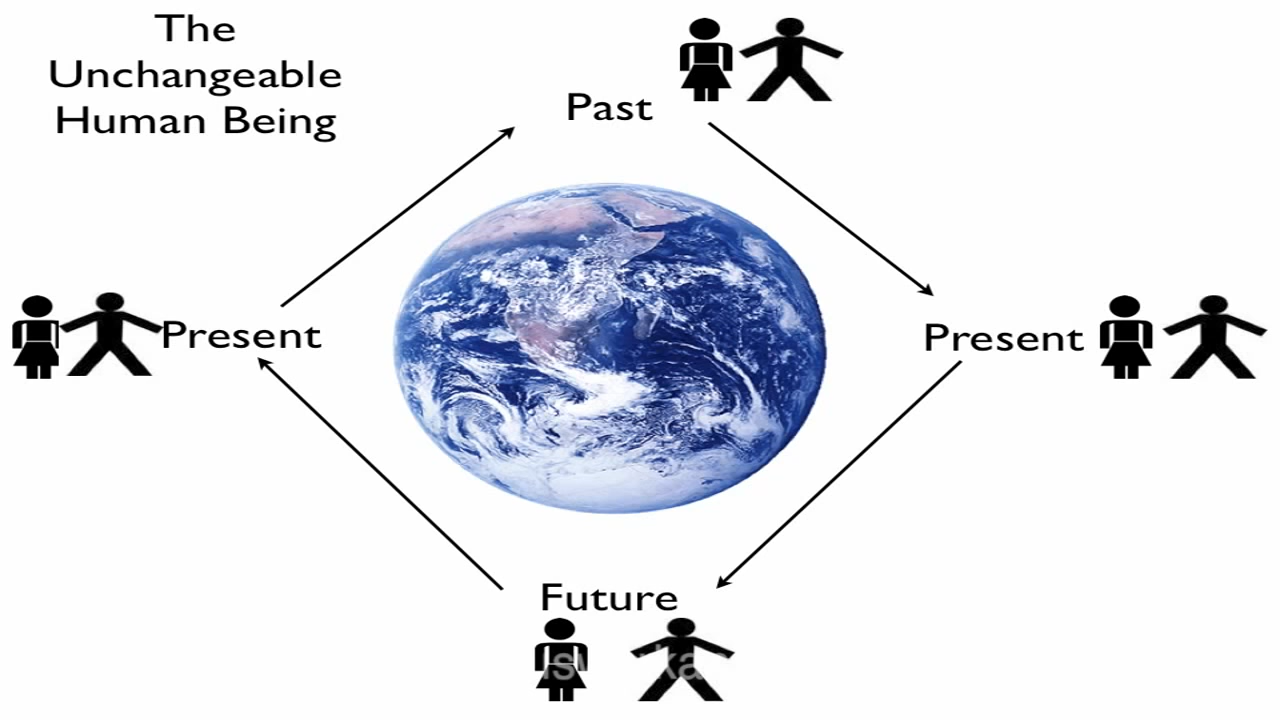 The
Unchangeable
Human Being
Past
Present
Present
Future